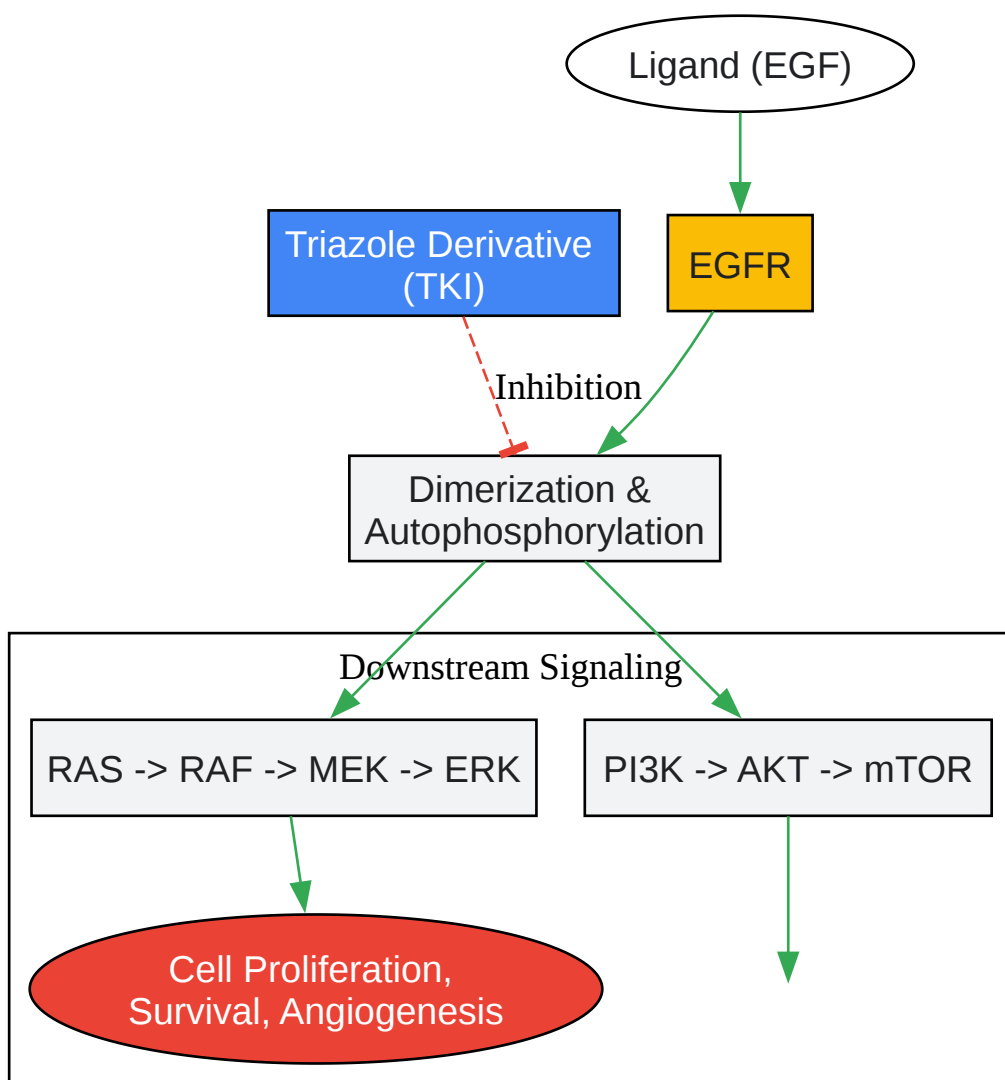 Ligand (EGF)
Triazole Derivative
(TKI)
EGFR
Inhibition
Dimerization &
Autophosphorylation
Downstream Signaling
RAS -> RAF -> MEK -> ERK
PI3K -> AKT -> mTOR
Cell Proliferation,
Survival, Angiogenesis